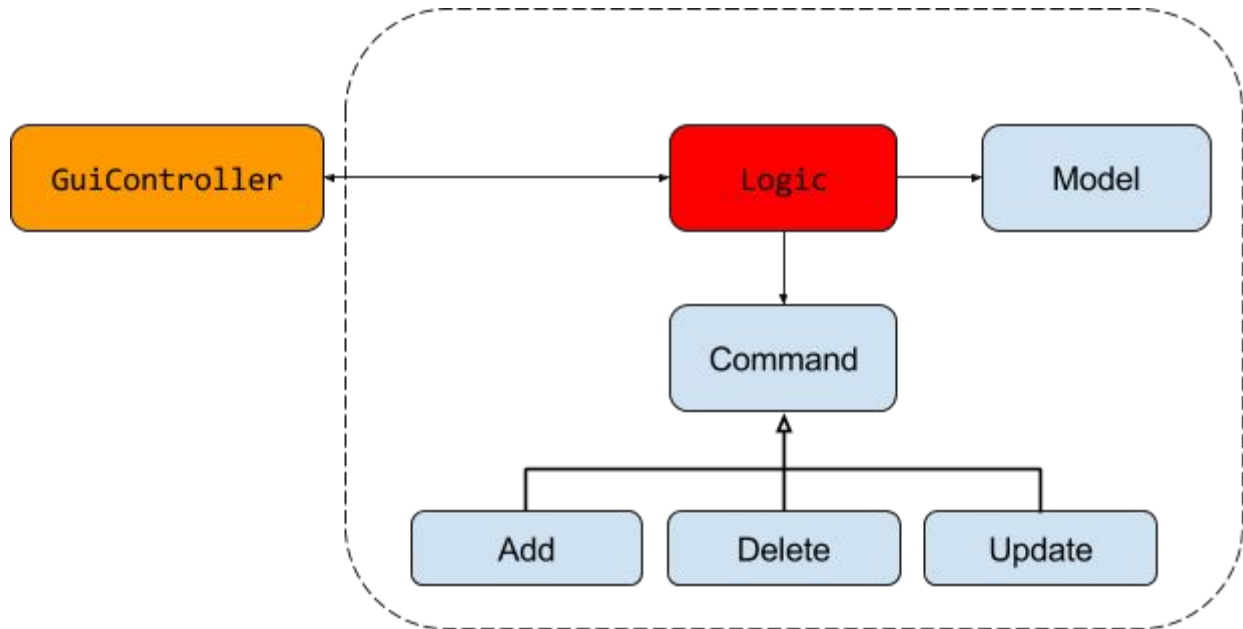 GuiController
Logic
Model
Command
Add
Delete
Update